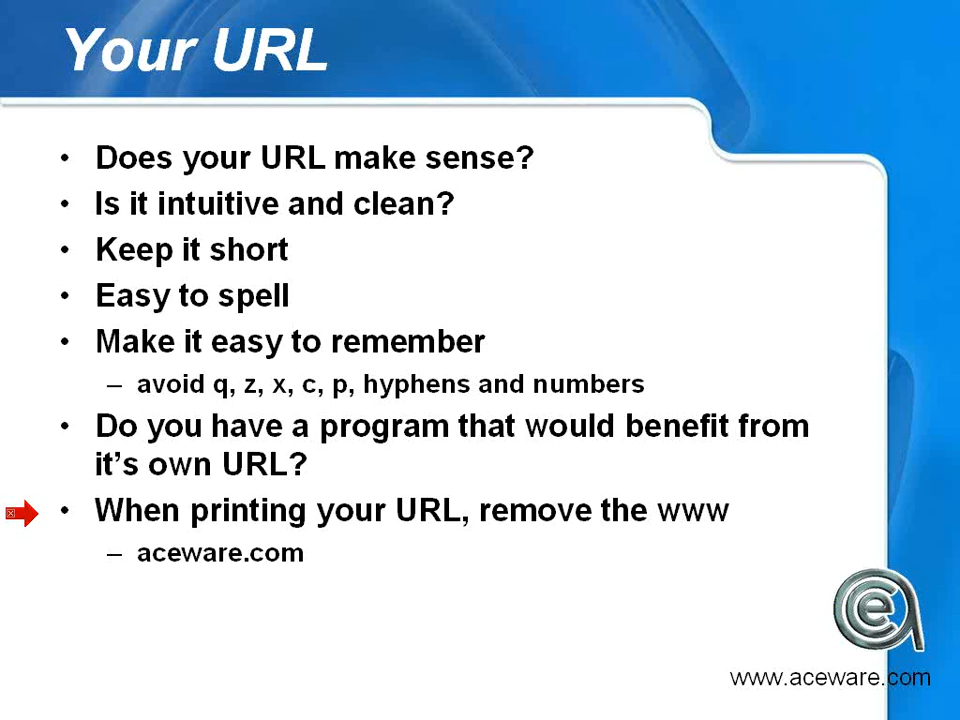 Your URL
• Does your URL make sense?
• Is it intuitive and clean?
• Keep it short
• Easy to spell
• Make it easy to remember
– avoid q, z, x, c, p, hyphens and numbers
• Do you have a program that would benefit from
it's own URL?
• When printing your URL, remove the www
– aceware.com
www.aceware.com